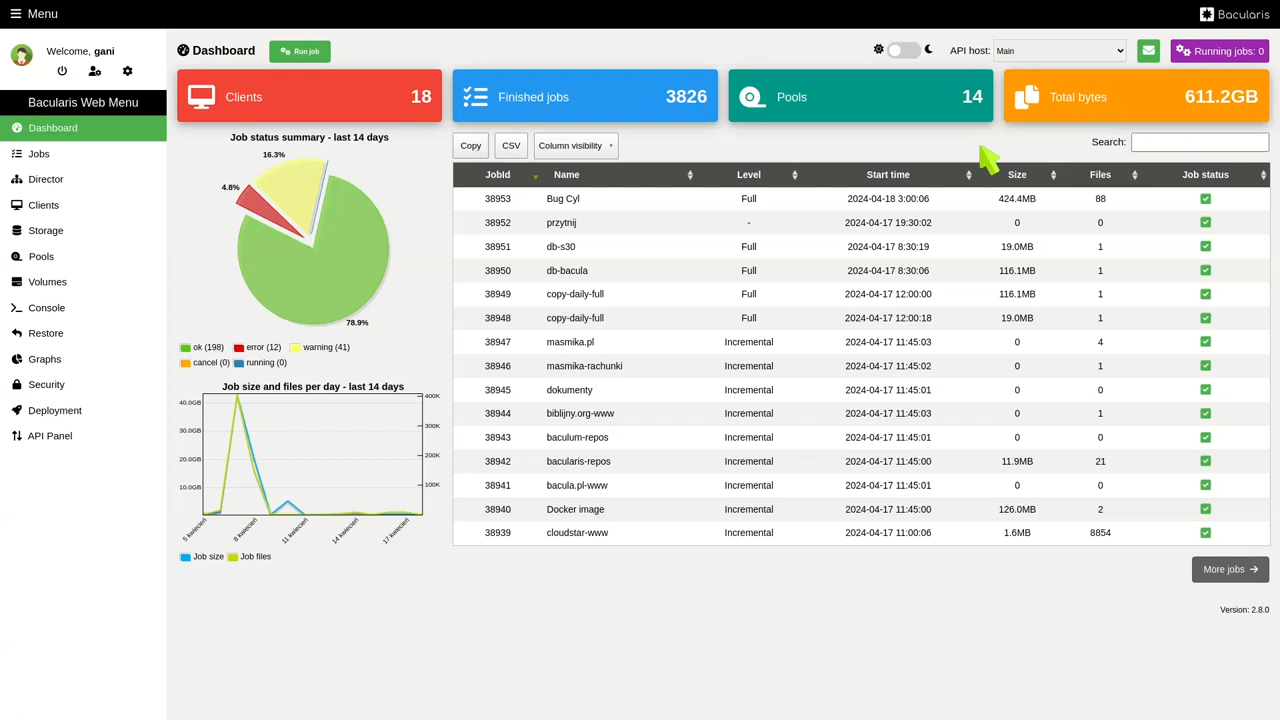 Menu
Bacularis
Welcome, gani
Bacularis Web Menu
Dashboard
Jobs
Director
Clients
Storage
Pools
Volumes
Console
Restore
Graphs
Security
Deployment
API Panel
Dashboard Run job API host: Main Running jobs: 0
Clients 18
Finished jobs 3826
Pools 14
Total bytes 611.2GB
Job status summary - last 14 days
16.3%
4.8%
78.9%
ok (198) error (12) warning (41)
cancel (0) running (0)
Job size and files per day - last 14 days
40.0GB 400K
30.0GB 300K
20.0GB 200K
10.0GB 100K
5 kwiecień 8 kwiecień 11 kwiecień 14 kwiecień 17 kwiecień
Job size Job files
Copy CSV Column visibility Search:
JobId Name Level Start time Size Files Job status
38953 Bug Cyl Full 2024-04-18 3:00:06 424.4MB 88
38952 przytnij - 2024-04-17 19:30:02 0 0
38951 db-s30 Full 2024-04-17 8:30:19 19.0MB 1
38950 db-bacula Full 2024-04-17 8:30:06 116.1MB 1
38949 copy-daily-full Full 2024-04-17 12:00:00 116.1MB 1
38948 copy-daily-full Full 2024-04-17 12:00:18 19.0MB 1
38947 masmika.pl Incremental 2024-04-17 11:45:03 0 4
38946 masmika-rachunki Incremental 2024-04-17 11:45:02 0 1
38945 dokumenty Incremental 2024-04-17 11:45:01 0 0
38944 biblijny.org-www Incremental 2024-04-17 11:45:03 0 1
38943 baculum-repos Incremental 2024-04-17 11:45:01 0 0
38942 bacularis-repos Incremental 2024-04-17 11:45:00 11.9MB 21
38941 bacula.pl-www Incremental 2024-04-17 11:45:01 0 0
38940 Docker image Incremental 2024-04-17 11:45:00 126.0MB 2
38939 cloudstar-www Incremental 2024-04-17 11:00:06 1.6MB 8854
More jobs
Version: 2.8.0